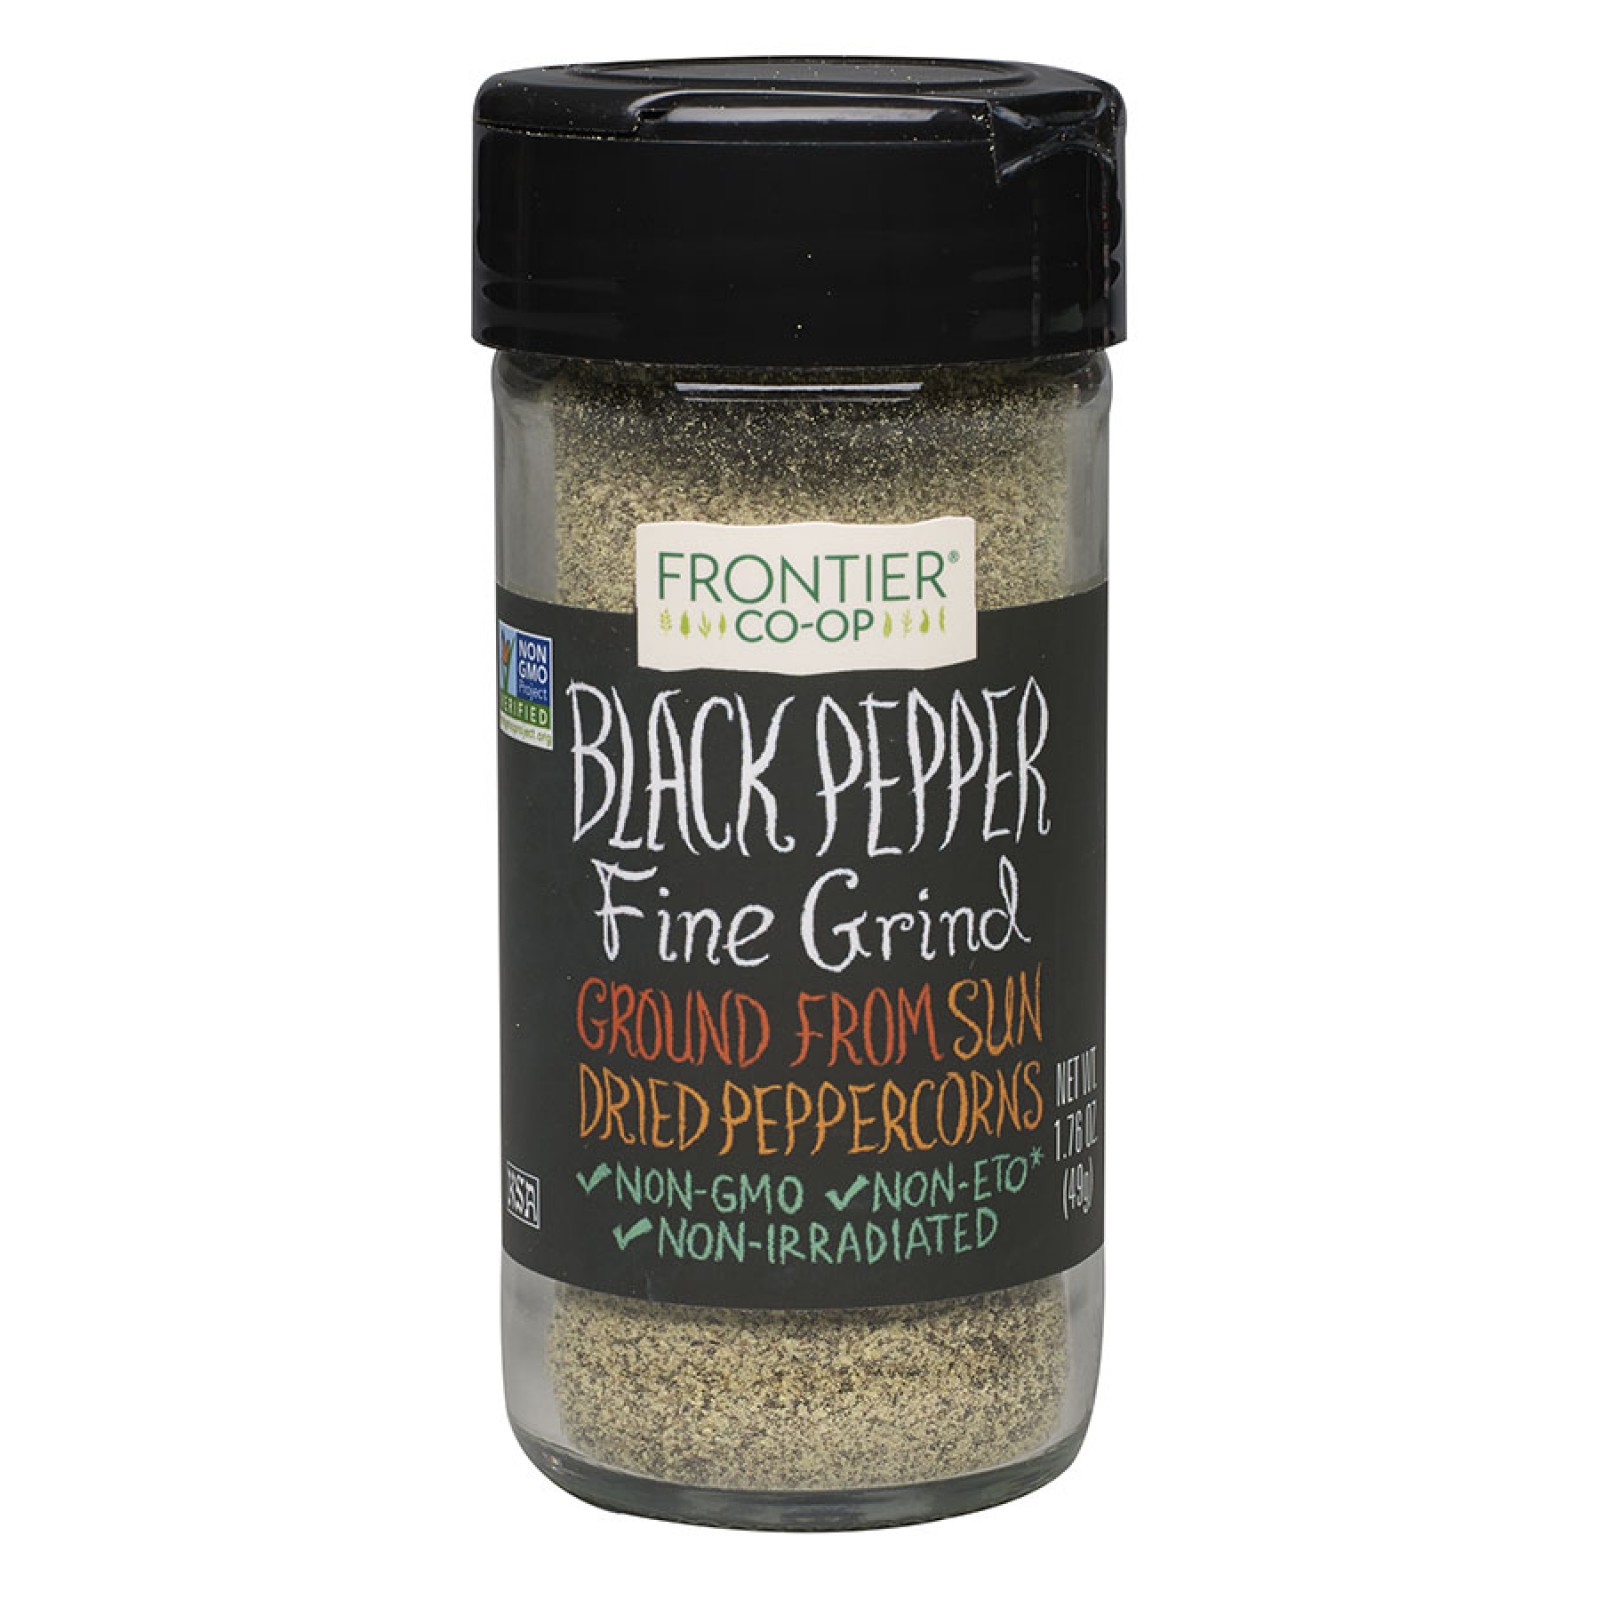 FRONTIER®
CO-OP
NON
GMO
Project
VERIFIED
BLACK PEPPER
Fine Grind
GROUND FROM SUN
DRIED PEPPERCORNS
NET WT.
1.76 OZ
(49g)
✓NON-GMO ✓NON-ETO*
✓NON-IRRADIATED
KSA